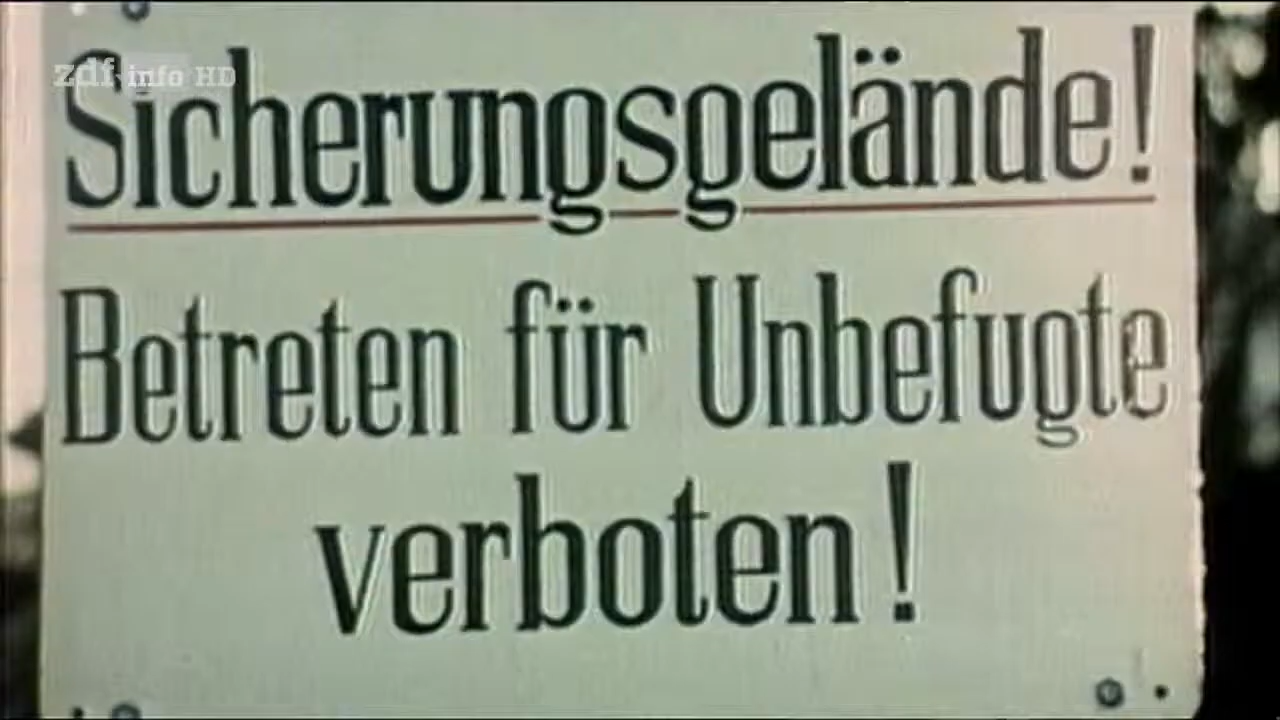 zdf.info HD
Sicherungsgelände!
Betreten für Unbefugte
verboten!